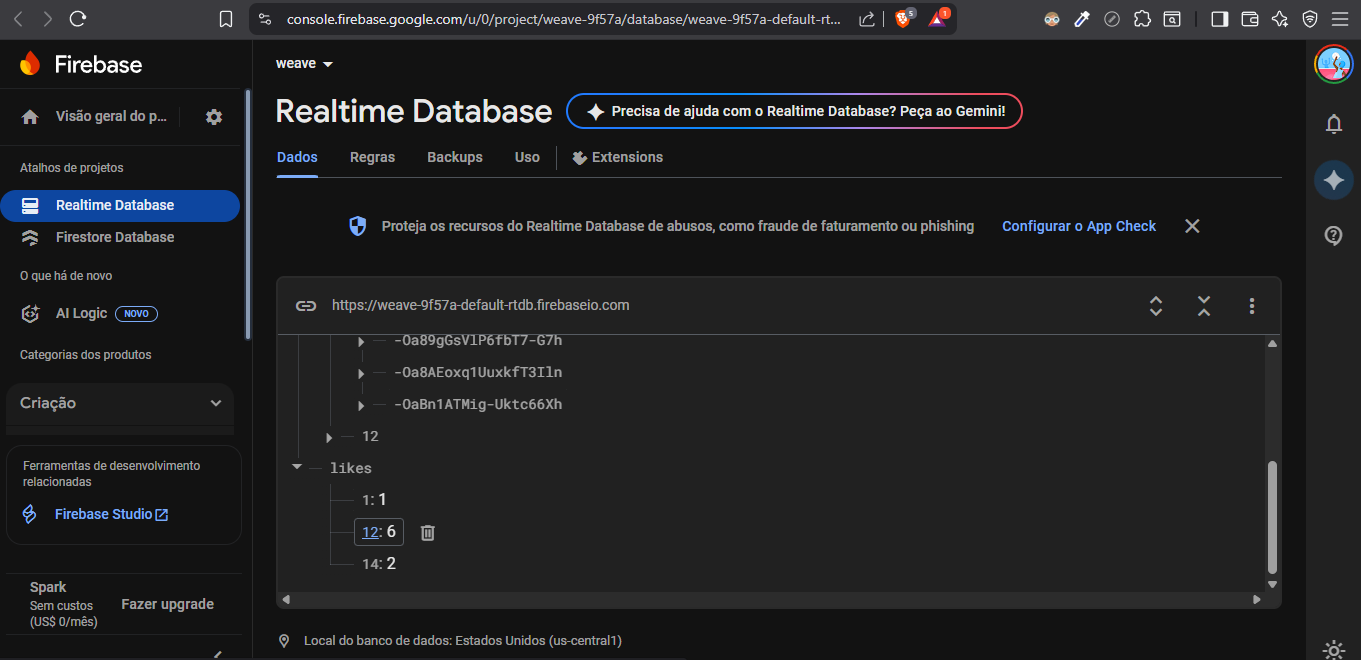 console.firebase.google.com/u/0/project/weave-9f57a/database/weave-9f57a-default-rt...
5
1
Firebase
weave
Visão geral do p...
Realtime Database
Precisa de ajuda com o Realtime Database? Peça ao Gemini!
Dados
Regras
Backups
Uso
Extensions
Atalhos de projetos
Realtime Database
Firestore Database
O que há de novo
AI Logic
NOVO
Categorias dos produtos
Criação
Ferramentas de desenvolvimento
relacionadas
Firebase Studio
Spark
Sem custos
(US$ 0/mês)
Fazer upgrade
Proteja os recursos do Realtime Database de abusos, como fraude de faturamento ou phishing
Configurar o App Check
https://weave-9f57a-default-rtdb.firebaseio.com
-Oa89gGsVlP6fbT7-G7h
-Oa8AEoxq1UuxkfT3Iln
-OaBn1ATMig-Uktc66Xh
12
likes
1: 1
12: 6
14: 2
Local do banco de dados: Estados Unidos (us-central1)